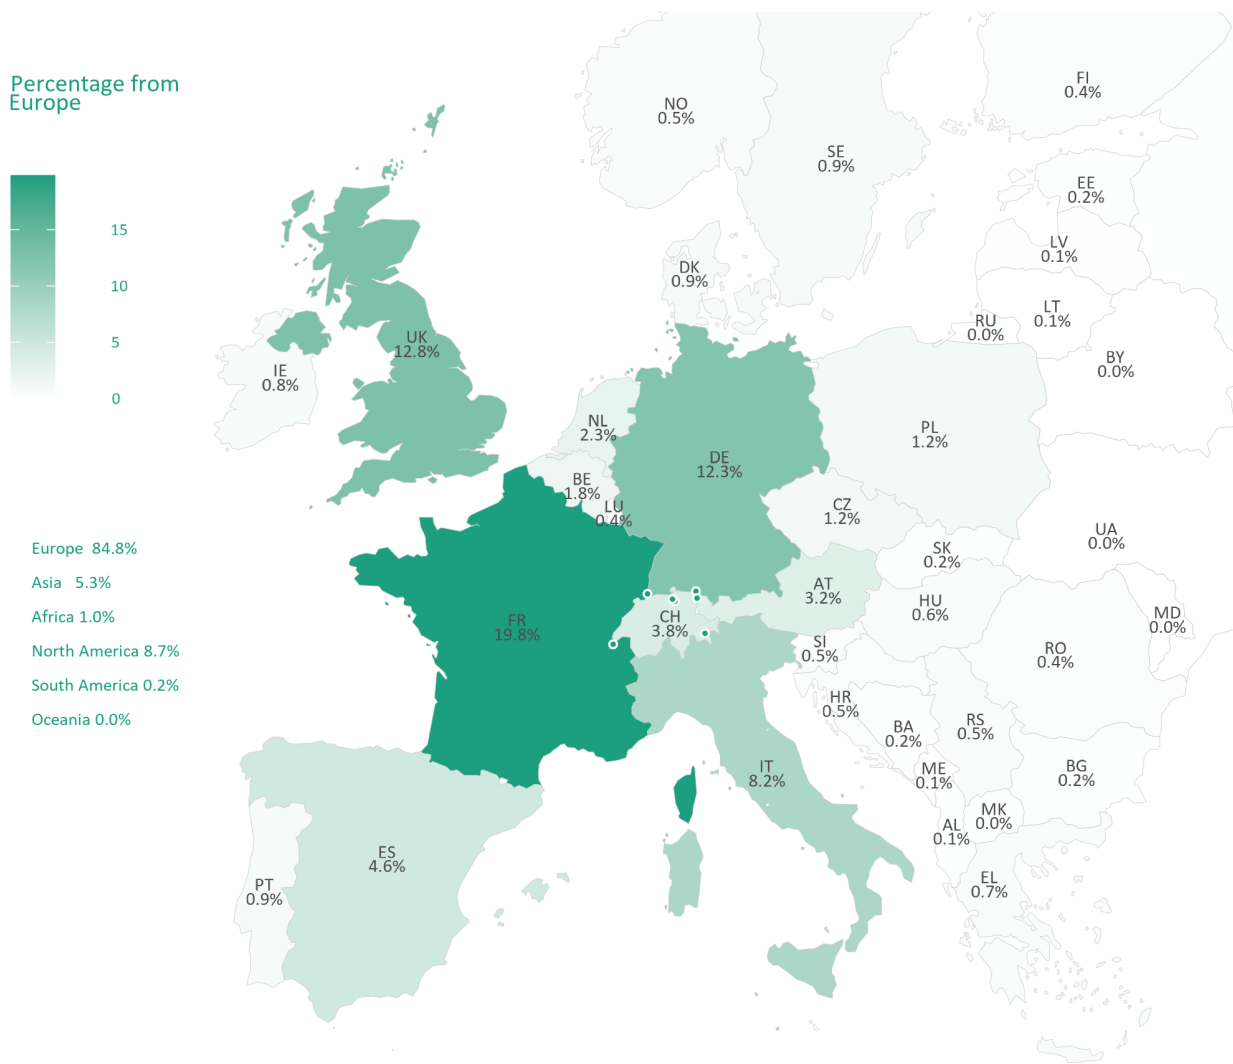 Percentage from
Europe
15
10
5
0
Europe 84.8%
Asia 5.3%
Africa 1.0%
North America 8.7%
South America 0.2%
Oceania 0.0%
NO
0.5%
FI
0.4%
SE
0.9%
EE
0.2%
LV
0.1%
DK
0.9%
LT
0.1%
RU
0.0%
UK
12.8%
BY
0.0%
IE
0.8%
NL
2.3%
PL
1.2%
DE
12.3%
BE
1.8%
LU
0.4%
CZ
1.2%
UA
0.0%
SK
0.2%
AT
3.2%
HU
0.6%
MD
0.0%
FR
19.8%
CH
3.8%
SI
0.5%
RO
0.4%
HR
0.5%
BA
0.2%
RS
0.5%
IT
8.2%
ME
0.1%
BG
0.2%
MK
0.0%
AL
0.1%
ES
4.6%
PT
0.9%
EL
0.7%